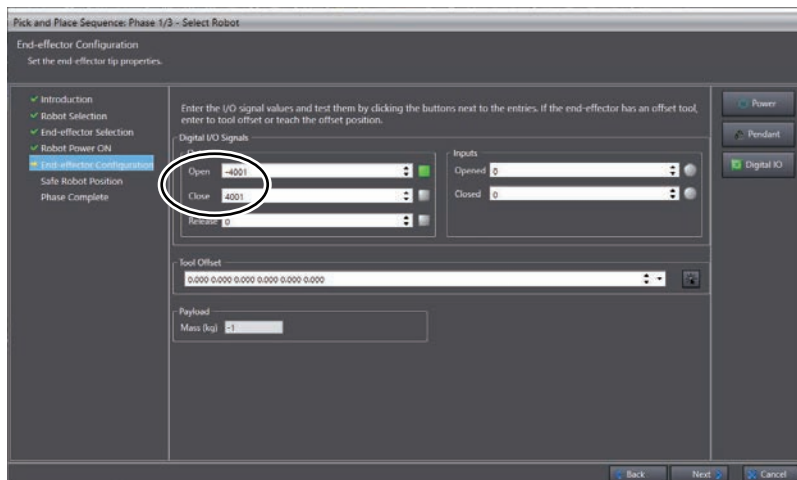 Pick and Place Sequence: Phase 1/3 - Select Robot
End-effector Configuration
Set the end-effector tip properties.
Introduction
Robot Selection
End-effector Selection
Robot Power ON
End-effector Configuration
Safe Robot Position
Phase Complete
Enter the I/O signal values and test them by clicking the buttons next to the entries. If the end-effector has an offset tool,
enter to tool offset or teach the offset position.
Digital I/O Signals
Open -4001
Close 4001
Release 0
Inputs
Opened 0
Closed 0
Tool Offset
0.000 0.000 0.000 0.000 0.000 0.000
Payload
Mass (kg) -1
Power
Pendant
Digital IO
Back Next Cancel